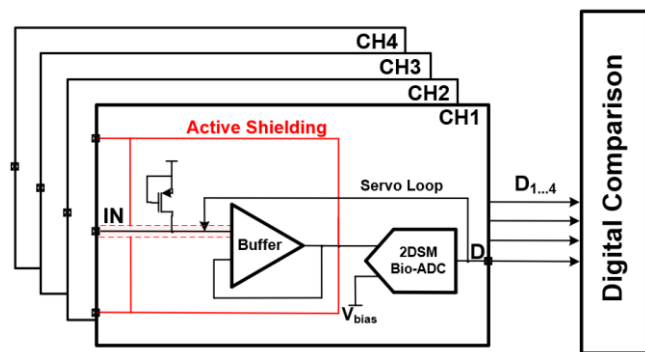 CH4
CH3
CH2
CH1
Active Shielding
Servo Loop
D1...4
IN
Buffer
2DSM
Bio-ADC
D
Vbias
Digital Comparison